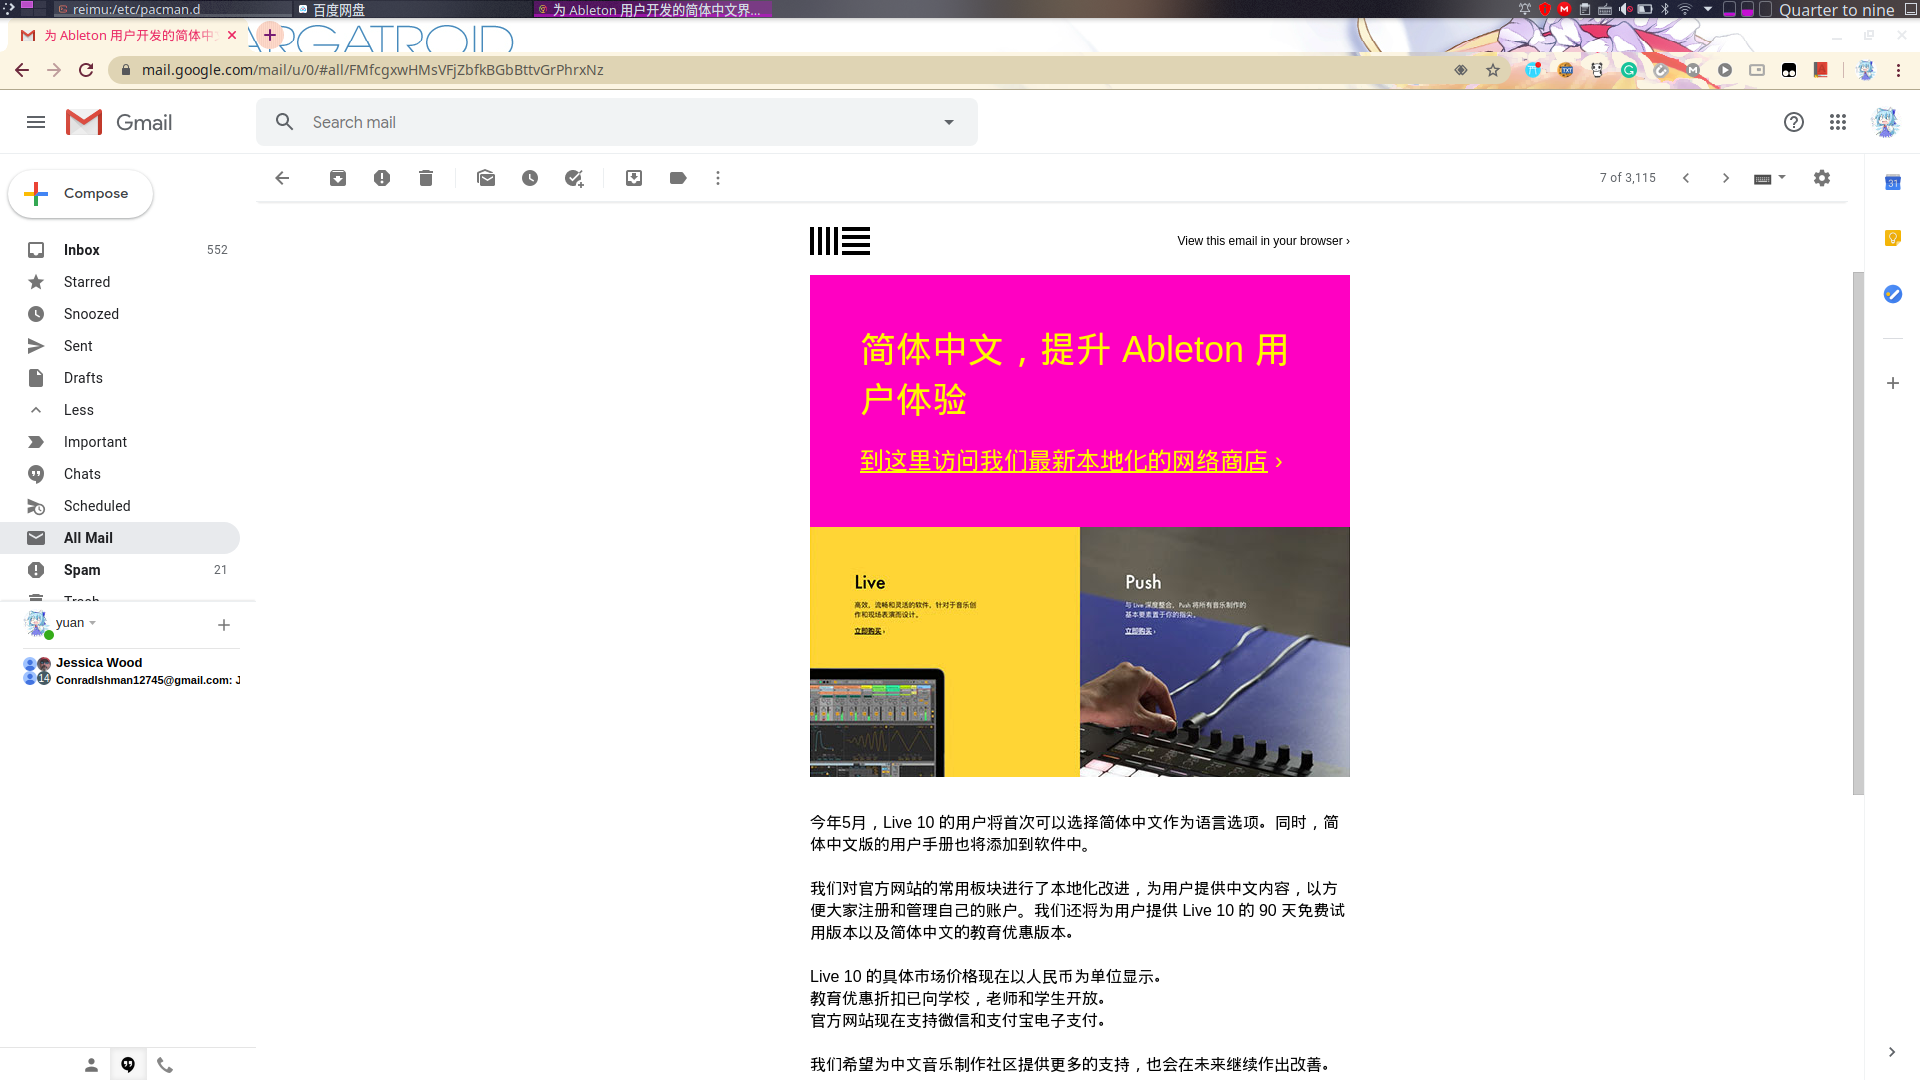 reimu:/etc/pacman.d
百度网盘
为 Ableton 用户开发的简体中文界...
Quarter to nine
为 Ableton 用户开发的简体中
ARGATROID
mail.google.com/mail/u/0/#all/FMfcgxwHMsVFjZbfkBGbBttvGrPhrxNz
Gmail
Search mail
Compose
7 of 3,115
Inbox 552
Starred
Snoozed
Sent
Drafts
Less
Important
Chats
Scheduled
All Mail
Spam 21
Trash
yuan
Jessica Wood
14
ConradIshman12745@gmail.com: J
View this email in your browser ›
简体中文，提升 Ableton 用
户体验
到这里访问我们最新本地化的网络商店 ›
Live
高效、流畅和灵活的软件，针对于音乐创
作和现场表演而设计。
立即购买 ›
Push
与 Live 深度整合，Push 将所有音乐制作的
基本要素置于你的指尖。
立即购买 ›
今年5月，Live 10 的用户将首次可以选择简体中文作为语言选项。同时，简
体中文版的用户手册也将添加到软件中。
我们对官方网站的常用板块进行了本地化改进，为用户提供中文内容，以方
便大家注册和管理自己的账户。我们还将为用户提供 Live 10 的 90 天免费试
用版本以及简体中文的教育优惠版本。
Live 10 的具体市场价格现在以人民币为单位显示。
教育优惠折扣已向学校，老师和学生开放。
官方网站现在支持微信和支付宝电子支付。
我们希望为中文音乐制作社区提供更多的支持，也会在未来继续作出改善。
31